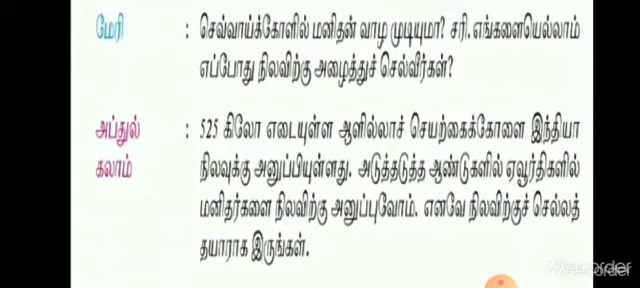 மேரி : செவ்வாய்க்கோளில் மனிதன் வாழ முடியுமா? சரி. எங்களையெல்லாம்
எப்போது நிலவிற்கு அழைத்துச் செல்வீர்கள்?
அப்துல் : 525 கிலோ எடையுள்ள ஆளில்லாச் செயற்கைக்கோளை இந்தியா
கலாம் நிலவுக்கு அனுப்பியுள்ளது. அடுத்தடுத்த ஆண்டுகளில் ஏவூர்திகளில்
மனிதர்களை நிலவிற்கு அனுப்புவோம். எனவே நிலவிற்குச் செல்லத்
தயாராக இருங்கள்.